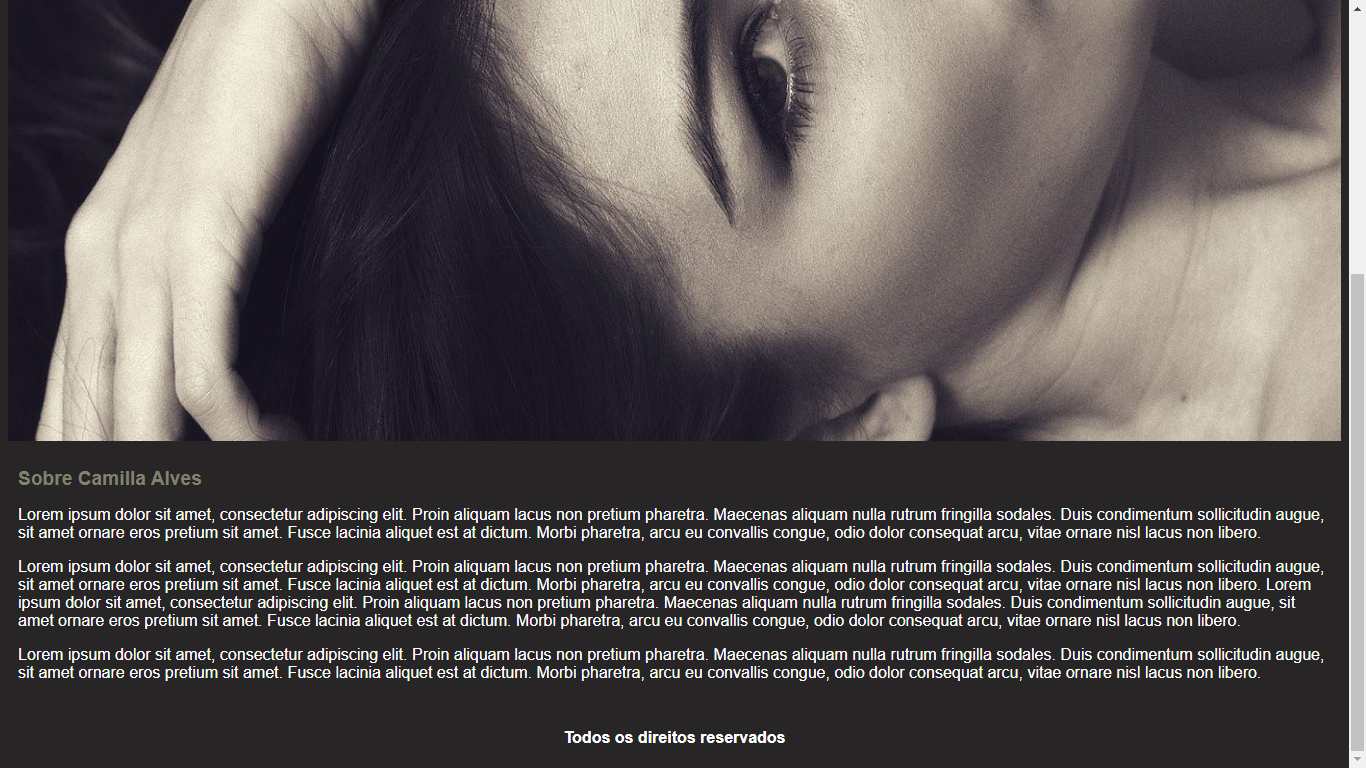 Sobre Camilla Alves
Lorem ipsum dolor sit amet, consectetur adipiscing elit. Proin aliquam lacus non pretium pharetra. Maecenas aliquam nulla rutrum fringilla sodales. Duis condimentum sollicitudin augue,
sit amet ornare eros pretium sit amet. Fusce lacinia aliquet est at dictum. Morbi pharetra, arcu eu convallis congue, odio dolor consequat arcu, vitae ornare nisl lacus non libero.
Lorem ipsum dolor sit amet, consectetur adipiscing elit. Proin aliquam lacus non pretium pharetra. Maecenas aliquam nulla rutrum fringilla sodales. Duis condimentum sollicitudin augue,
sit amet ornare eros pretium sit amet. Fusce lacinia aliquet est at dictum. Morbi pharetra, arcu eu convallis congue, odio dolor consequat arcu, vitae ornare nisl lacus non libero. Lorem
ipsum dolor sit amet, consectetur adipiscing elit. Proin aliquam lacus non pretium pharetra. Maecenas aliquam nulla rutrum fringilla sodales. Duis condimentum sollicitudin augue, sit
amet ornare eros pretium sit amet. Fusce lacinia aliquet est at dictum. Morbi pharetra, arcu eu convallis congue, odio dolor consequat arcu, vitae ornare nisl lacus non libero.
Lorem ipsum dolor sit amet, consectetur adipiscing elit. Proin aliquam lacus non pretium pharetra. Maecenas aliquam nulla rutrum fringilla sodales. Duis condimentum sollicitudin augue,
sit amet ornare eros pretium sit amet. Fusce lacinia aliquet est at dictum. Morbi pharetra, arcu eu convallis congue, odio dolor consequat arcu, vitae ornare nisl lacus non libero.
Todos os direitos reservados